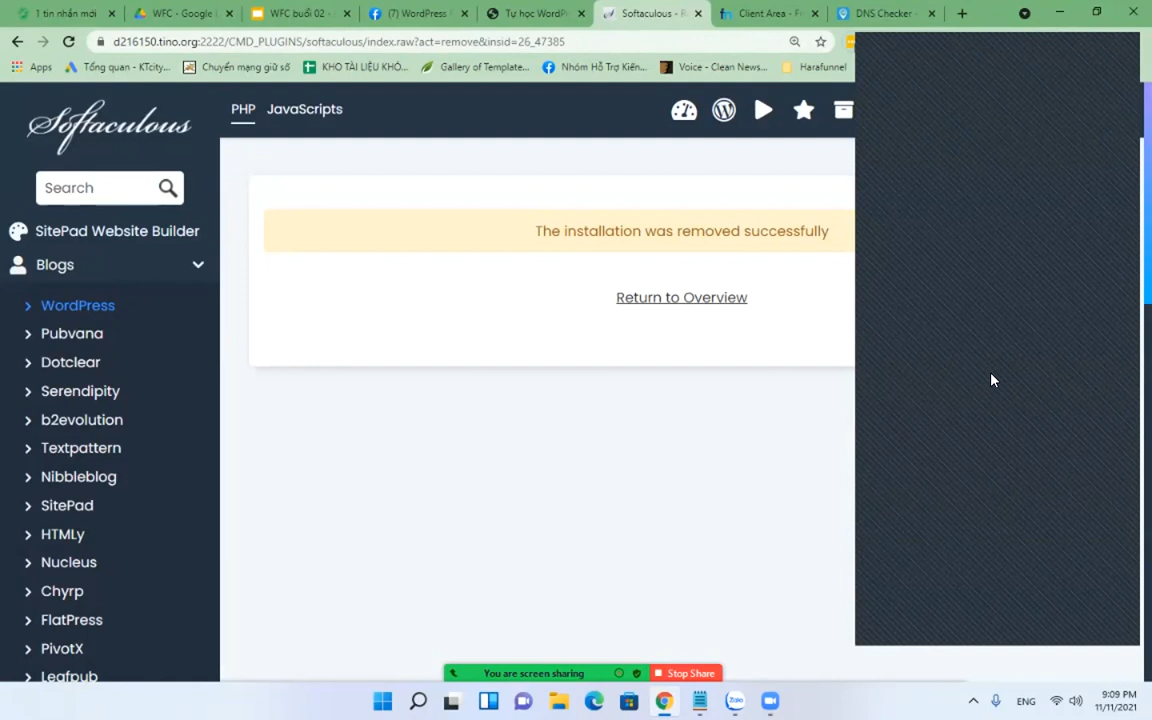 1 tin nhắn mới
WFC - Google
WFC buổi 02 -
(7) WordPress
Tự học WordP
Softaculous - R
Client Area - F
DNS Checker -
d216150.tino.org:2222/CMD_PLUGINS/softaculous/index.raw?act=remove&insid=26_47385
Apps
Tổng quan - KTcity...
Chuyển mạng giữ số
KHO TÀI LIỆU KHÓ...
Gallery of Template...
Nhóm Hỗ Trợ Kiến...
Voice - Clean News...
Harafunnel
Softaculous
PHP
JavaScripts
Search
SitePad Website Builder
Blogs
WordPress
Pubvana
Dotclear
Serendipity
b2evolution
Textpattern
Nibbleblog
SitePad
HTMLy
Nucleus
Chyrp
FlatPress
PivotX
Leafpub
The installation was removed successfully
Return to Overview
You are screen sharing
Stop Share
Zalo
ENG
9:09 PM
11/11/2021